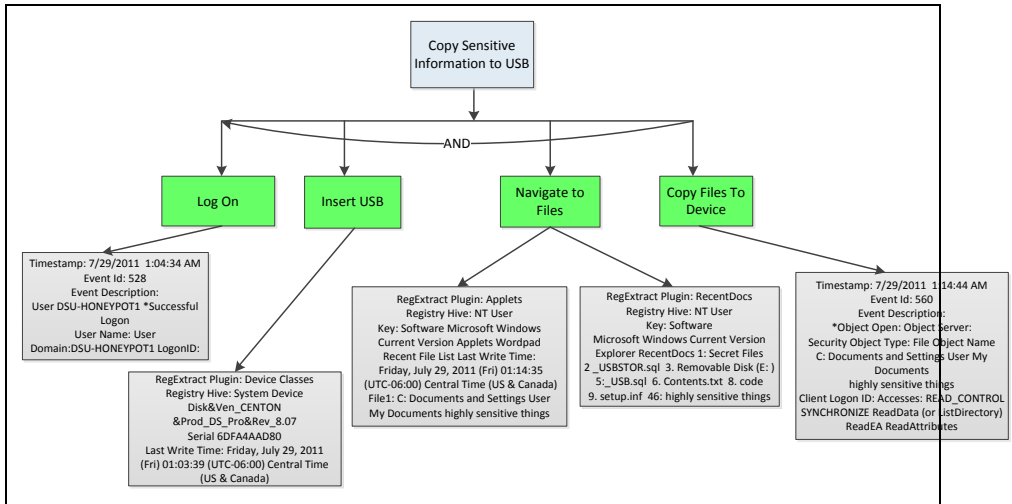 Copy Sensitive
Information to USB
AND
Log On
Insert USB
Navigate to
Files
Copy Files To
Device
Timestamp: 7/29/2011 1:04:34 AM
Event Id: 528
Event Description:
User DSU-HONEYPOT1 *Successful
Logon
User Name: User
Domain:DSU-HONEYPOT1 LogonID:
RegExtract Plugin: Device Classes
Registry Hive: System Device
Disk&Ven_CENTON
&Prod_DS_Pro&Rev_8.07
Serial 6DFA4AAD80
Last Write Time: Friday, July 29, 2011
(Fri) 01:03:39 (UTC-06:00) Central Time
(US & Canada)
RegExtract Plugin: Applets
Registry Hive: NT User
Key: Software Microsoft Windows
Current Version Applets Wordpad
Recent File List Last Write Time:
Friday, July 29, 2011 (Fri) 01:14:35
(UTC-06:00) Central Time (US & Canada)
File1: C: Documents and Settings User
My Documents highly sensitive things
RegExtract Plugin: RecentDocs
Registry Hive: NT User
Key: Software
Microsoft Windows Current Version
Explorer RecentDocs 1: Secret Files
2 _USBSTOR.sql 3. Removable Disk (E: )
5:_USB.sql 6. Contents.txt 8. code
9. setup.inf 46: highly sensitive things
Timestamp: 7/29/2011 1:14:44 AM
Event Id: 560
Event Description:
*Object Open: Object Server:
Security Object Type: File Object Name
C: Documents and Settings User My
Documents
highly sensitive things
Client Logon ID: Accesses: READ_CONTROL
SYNCHRONIZE ReadData (or ListDirectory)
ReadEA ReadAttributes